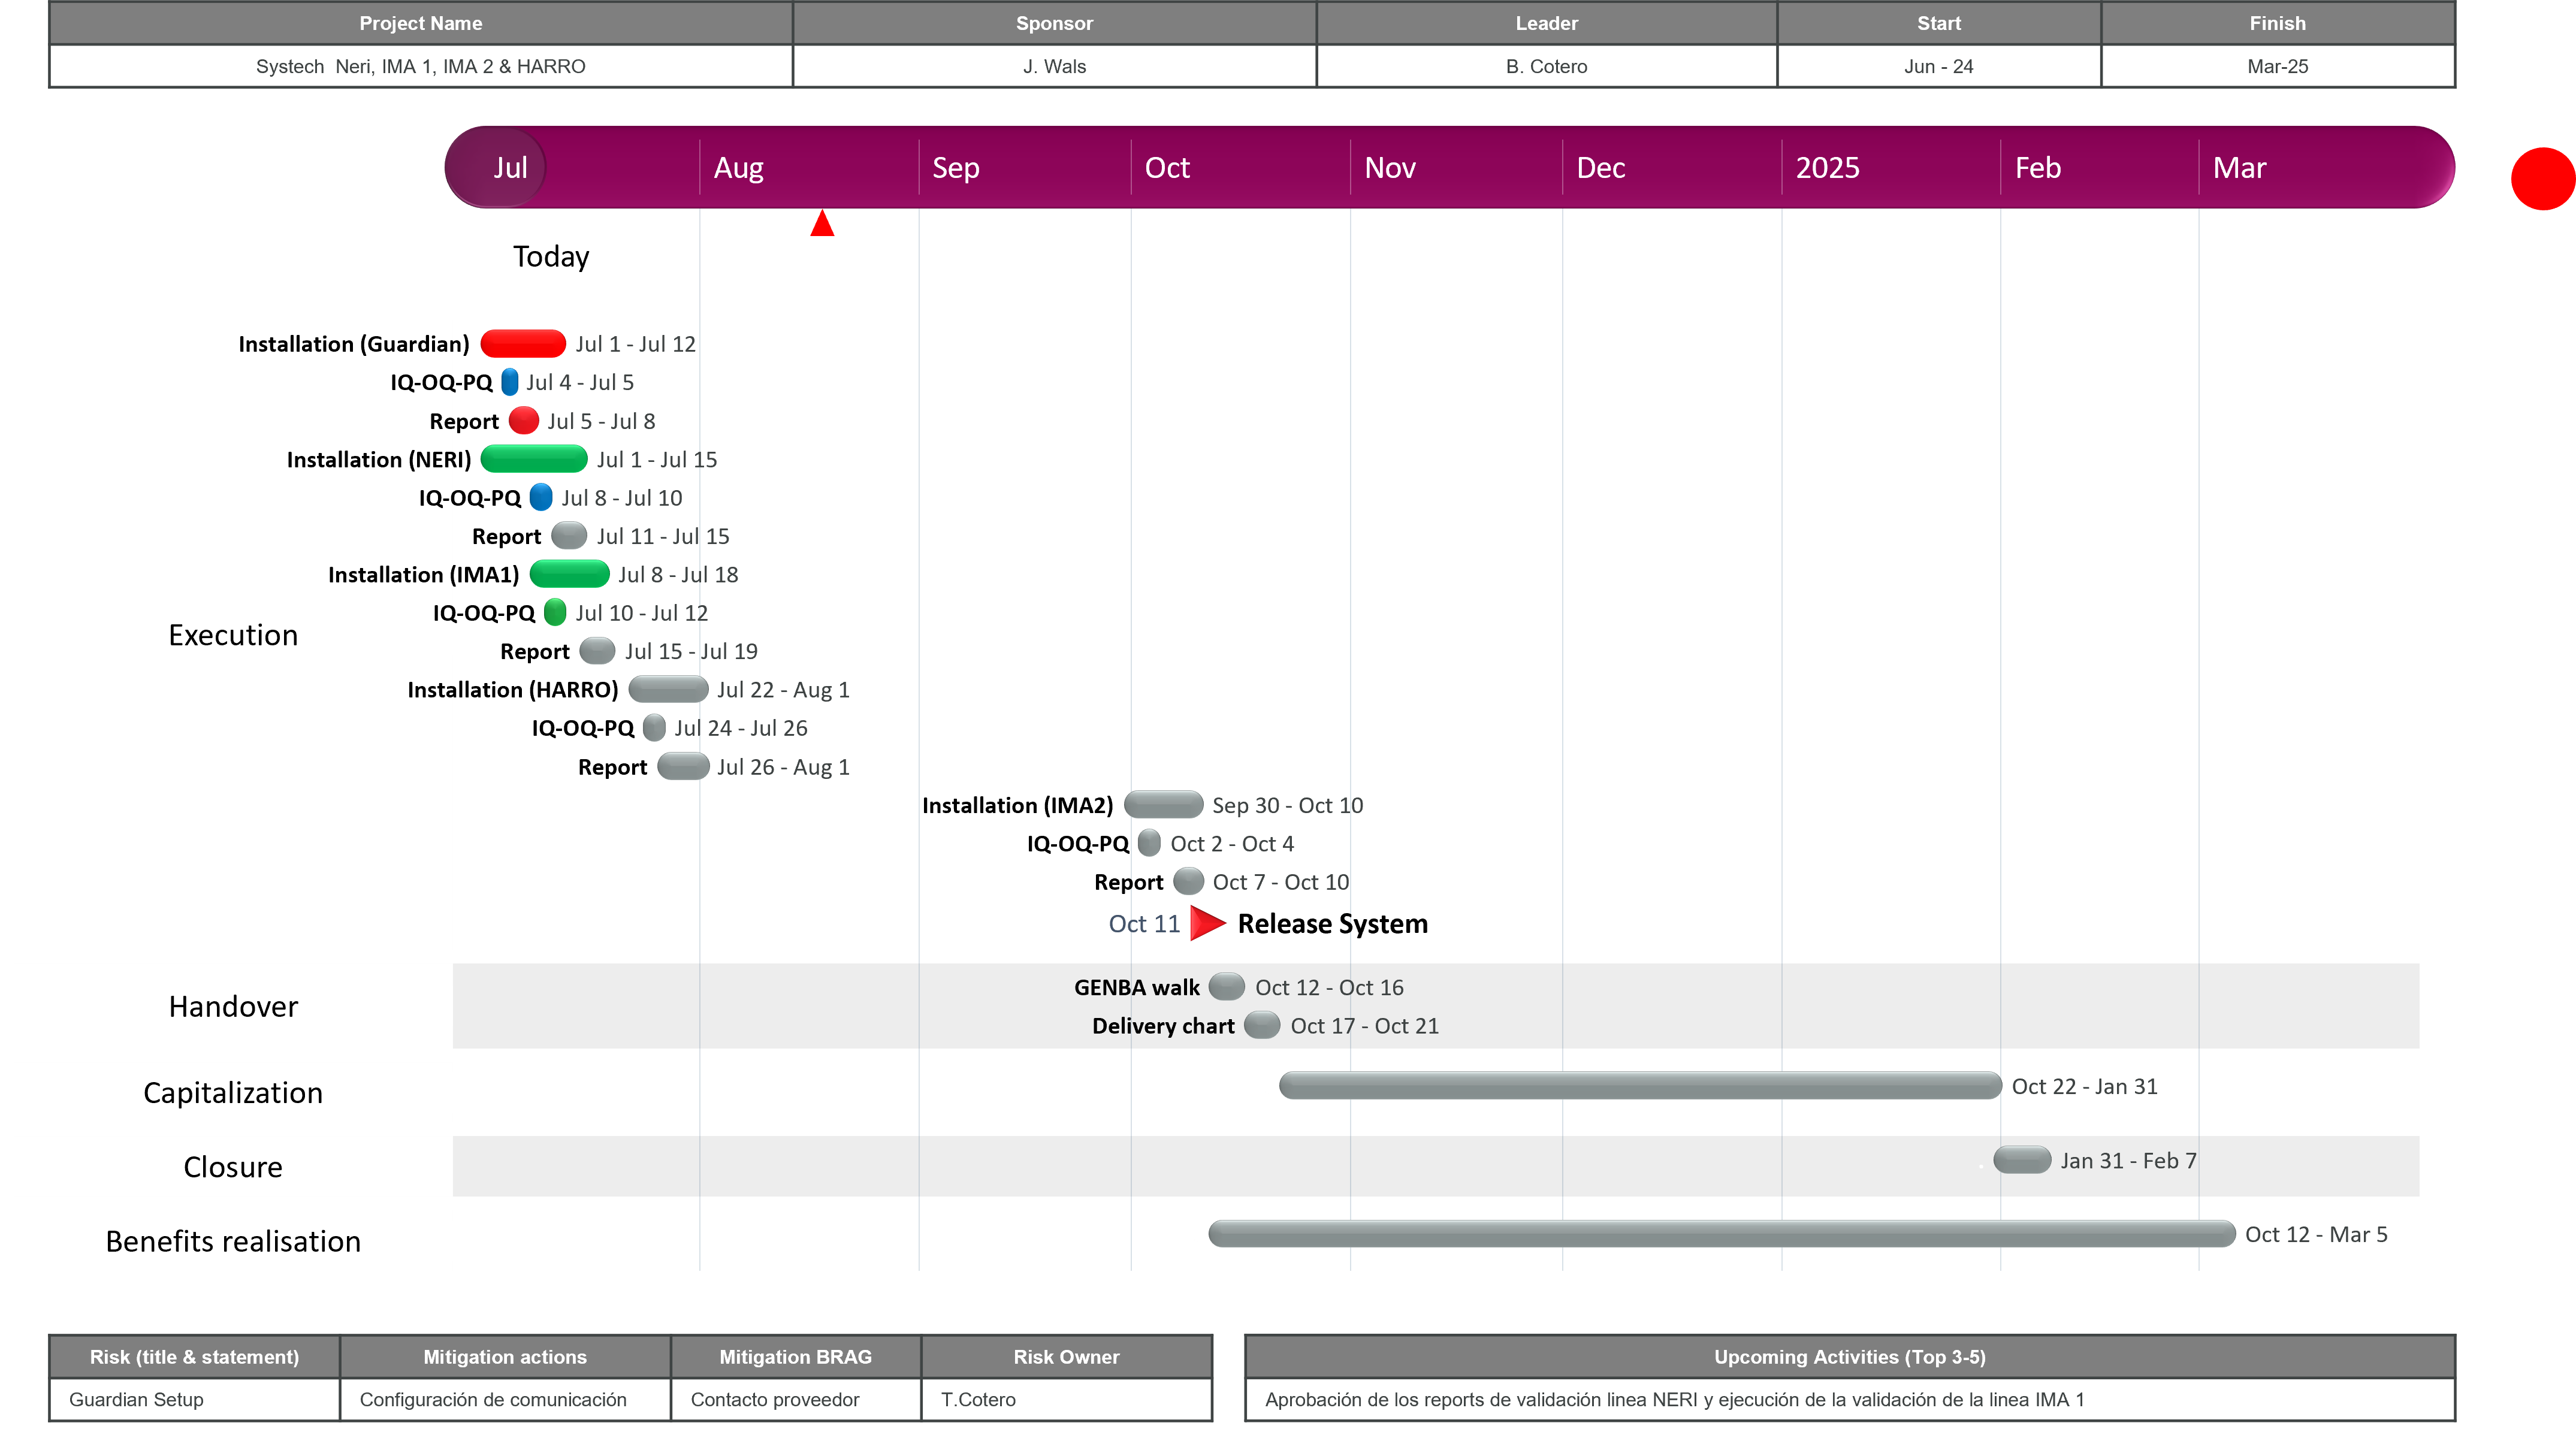 Project Name Sponsor Leader Start Finish
Systech  Neri, IMA 1, IMA 2 & HARRO J. Wals B. Cotero Jun - 24 Mar-25
Jul Aug Sep Oct Nov Dec 2025 Feb Mar
Today
Installation (Guardian) Jul 1 - Jul 12
IQ-OQ-PQ Jul 4 - Jul 5
Report Jul 5 - Jul 8
Installation (NERI) Jul 1 - Jul 15
IQ-OQ-PQ Jul 8 - Jul 10
Report Jul 11 - Jul 15
Installation (IMA1) Jul 8 - Jul 18
IQ-OQ-PQ Jul 10 - Jul 12
Execution
Report Jul 15 - Jul 19
Installation (HARRO) Jul 22 - Aug 1
IQ-OQ-PQ Jul 24 - Jul 26
Report Jul 26 - Aug 1
Installation (IMA2) Sep 30 - Oct 10
IQ-OQ-PQ Oct 2 - Oct 4
Report Oct 7 - Oct 10
Oct 11 Release System
Handover
GENBA walk Oct 12 - Oct 16
Delivery chart Oct 17 - Oct 21
Capitalization Oct 22 - Jan 31
Closure Jan 31 - Feb 7
Benefits realisation Oct 12 - Mar 5
Risk (title & statement) Mitigation actions Mitigation BRAG Risk Owner
Guardian Setup Configuración de comunicación Contacto proveedor T.Cotero
Upcoming Activities (Top 3-5)
Aprobación de los reports de validación linea NERI y ejecución de la validación de la linea IMA 1